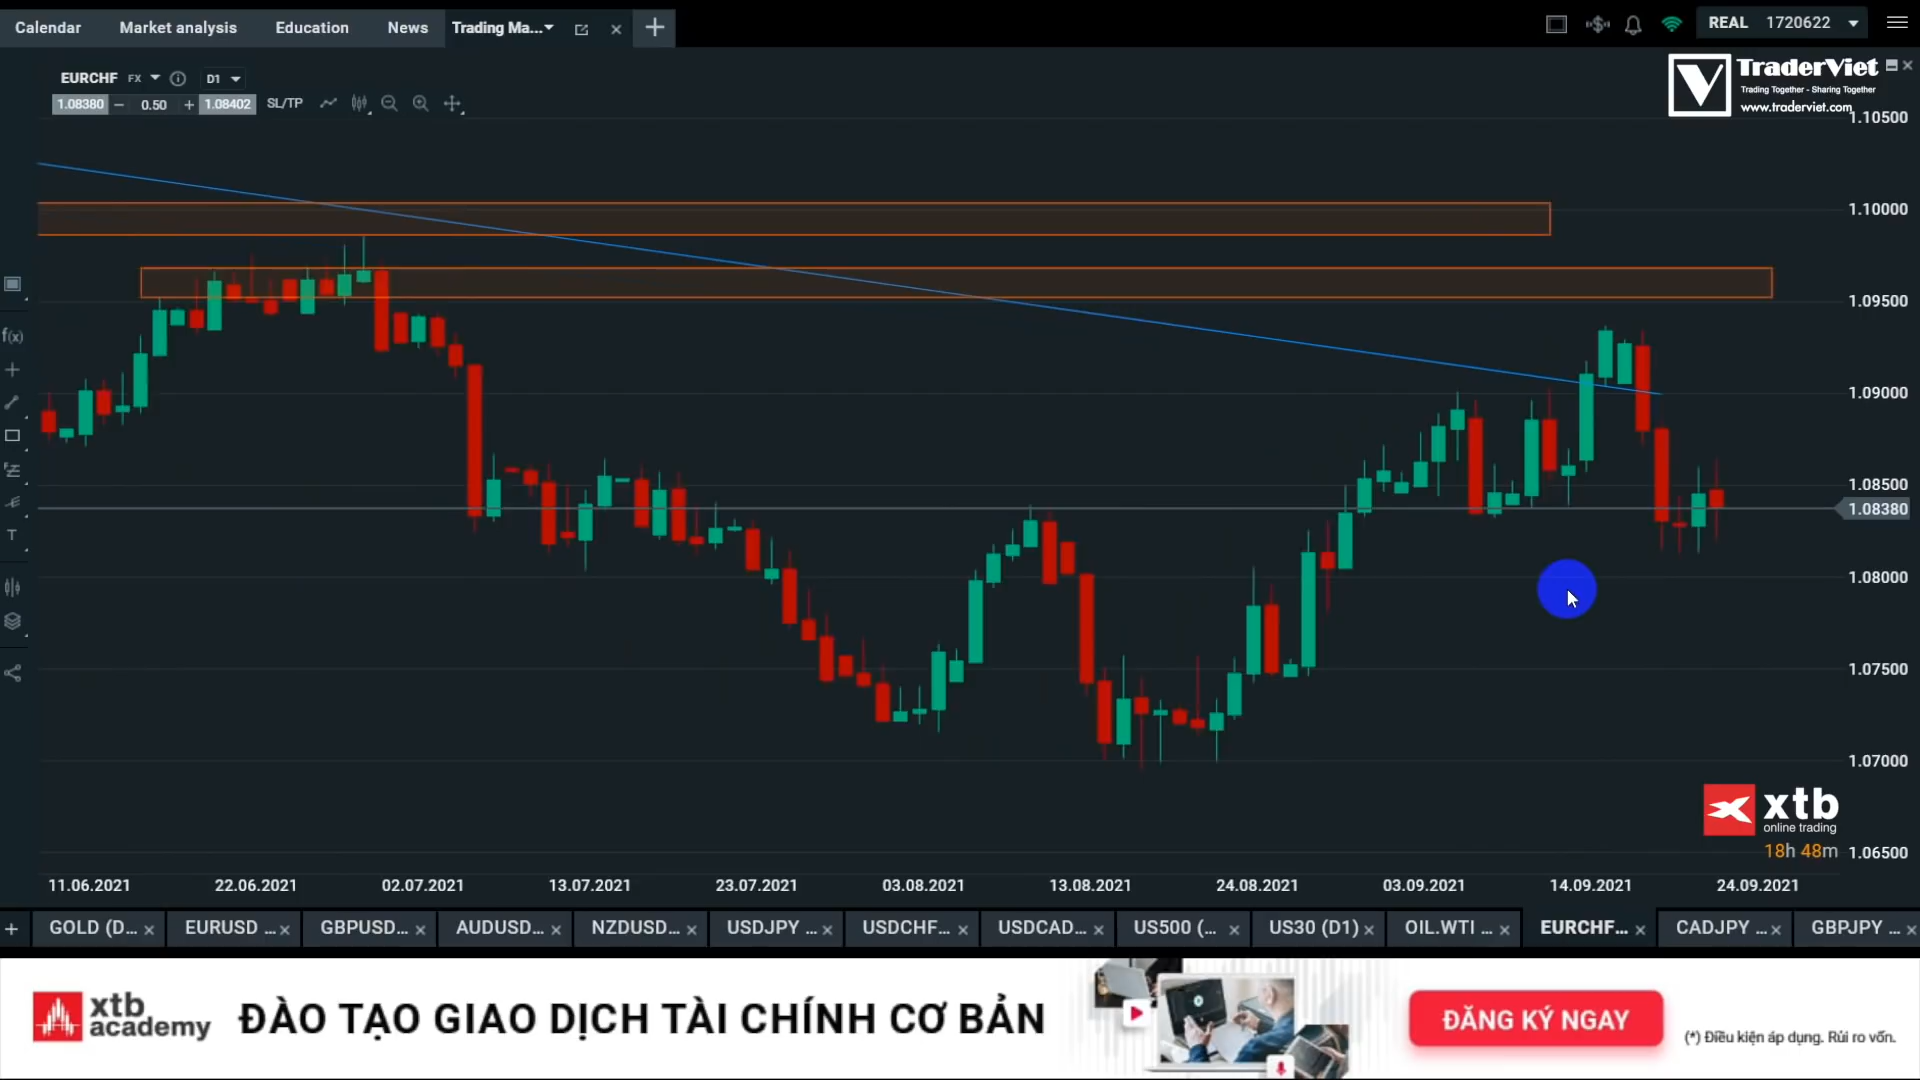 Calendar Market analysis Education News Trading Ma...
REAL 1720622
TraderViet
Trading Together - Sharing Together
www.traderviet.com
EURCHF FX D1
1.08380 0.50 1.08402 SL/TP
1.10500
1.10000
1.09500
f(x)
1.09000
1.08500
1.08380
T
1.08000
1.07500
1.07000
xtb
online trading
18h 48m
1.06500
11.06.2021 22.06.2021 02.07.2021 13.07.2021 23.07.2021 03.08.2021 13.08.2021 24.08.2021 03.09.2021 14.09.2021 24.09.2021
GOLD (D... EURUSD ... GBPUSD... AUDUSD... NZDUSD... USDJPY ... USDCHF... USDCAD... US500 (... US30 (D1) OIL.WTI ... EURCHF... CADJPY ... GBPJPY ...
xtb
academy
ĐÀO TẠO GIAO DỊCH TÀI CHÍNH CƠ BẢN
ĐĂNG KÝ NGAY
(*) Điều kiện áp dụng. Rủi ro vốn.